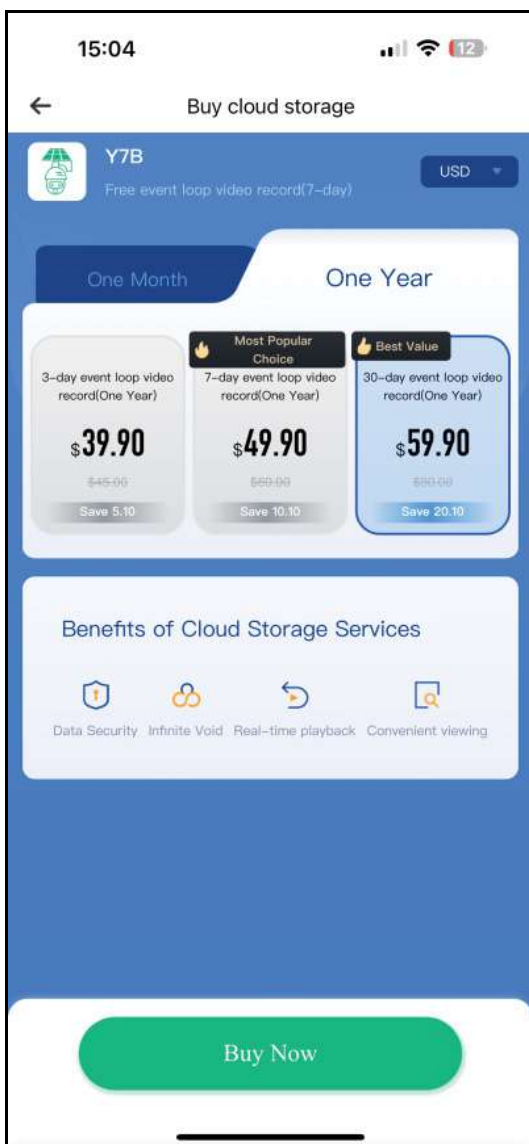 15:04
12
Buy cloud storage
Y7B
USD
Free event loop video record(7-day)
One Month
One Year
Most Popular
Choice
Best Value
3-day event loop video
record(One Year)
7-day event loop video
record(One Year)
30-day event loop video
record(One Year)
$39.90
$49.90
$59.90
$45.00
$60.00
$80.00
Save 5.10
Save 10.10
Save 20.10
Benefits of Cloud Storage Services
Data Security
Infinite Void
Real-time playback
Convenient viewing
Buy Now